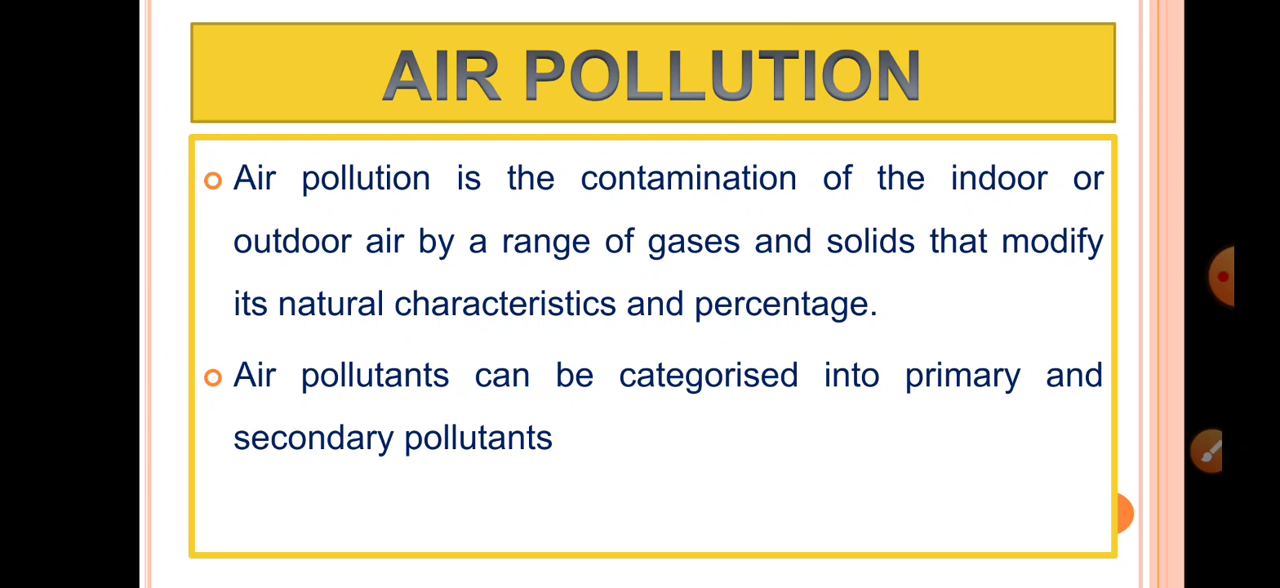 AIR POLLUTION
Air pollution is the contamination of the indoor or
outdoor air by a range of gases and solids that modify
its natural characteristics and percentage.
Air pollutants can be categorised into primary and
secondary pollutants